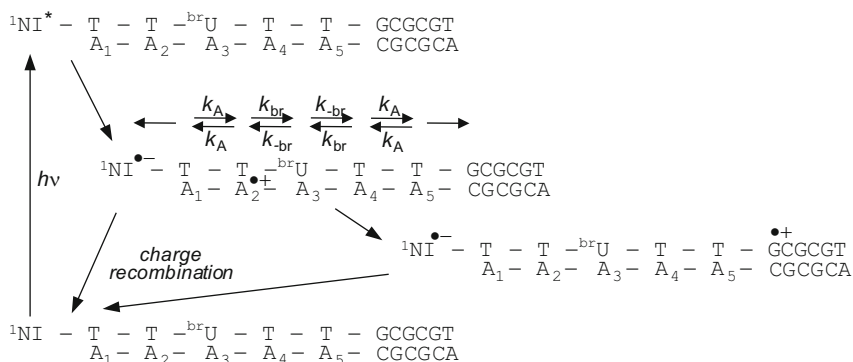 ¹NI* – T – T – ᵇʳU – T – T – GCGCGT
A₁ – A₂ – A₃ – A₄ – A₅ – CGCGCA
k_A k_br k_-br k_A
k_A k_-br k_br k_A
¹NI•– – T – T – ᵇʳU – T – T – GCGCGT
A₁ – A₂•+ – A₃ – A₄ – A₅ – CGCGCA
hν
¹NI•– – T – T – ᵇʳU – T – T – G•+CGCGT
A₁ – A₂ – A₃ – A₄ – A₅ – CGCGCA
charge
recombination
¹NI – T – T – ᵇʳU – T – T – GCGCGT
A₁ – A₂ – A₃ – A₄ – A₅ – CGCGCA